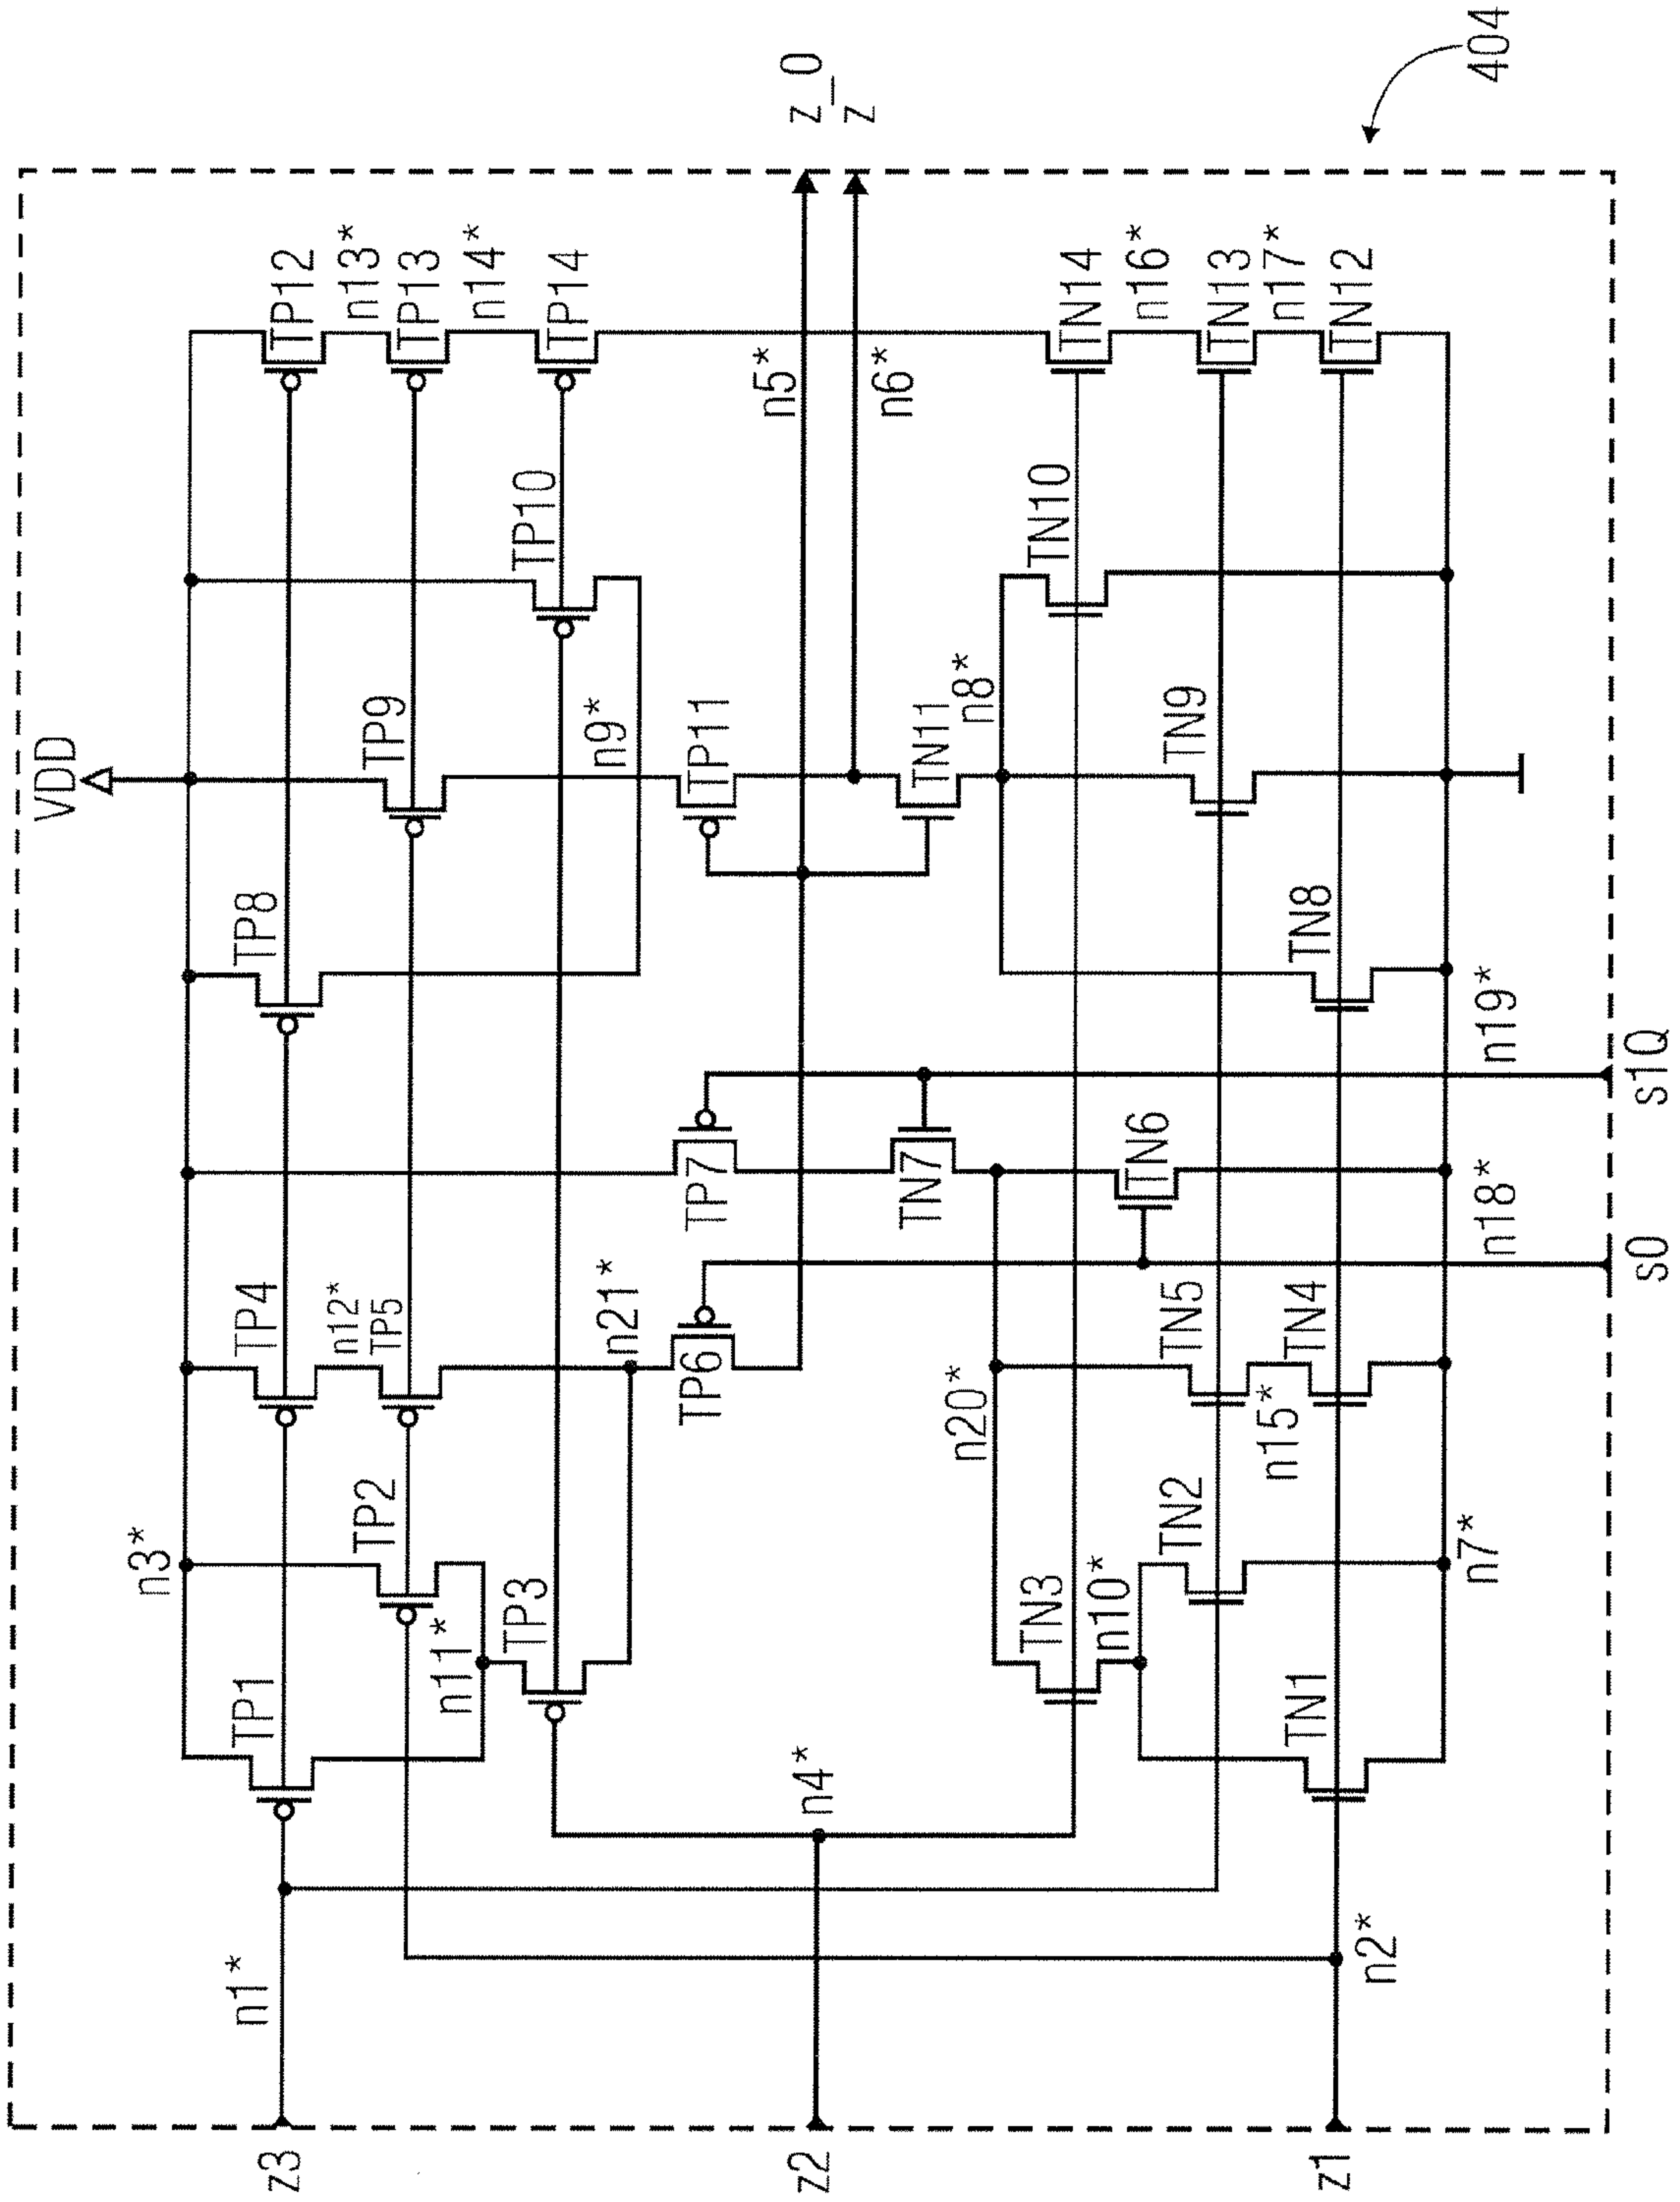 404
z_0
z
VDD
TP12
n13*
TP13
n14*
TP14
n5*
n6*
TN14
n16*
TN13
n17*
TN12
TP10
TN10
TP9
n9*
TP11
TN11
n8*
TN9
TP8
TN8
n19*
s1Q
TP7
TN7
TN6
n18*
s0
TP4
n12*
TP5
n21*
TP6
n20*
TN5
n15*
TN4
n3*
TP2
TP1
n11*
TP3
TN3
n10*
TN2
TN1
n7*
n4*
n1*
n2*
z3
z2
z1